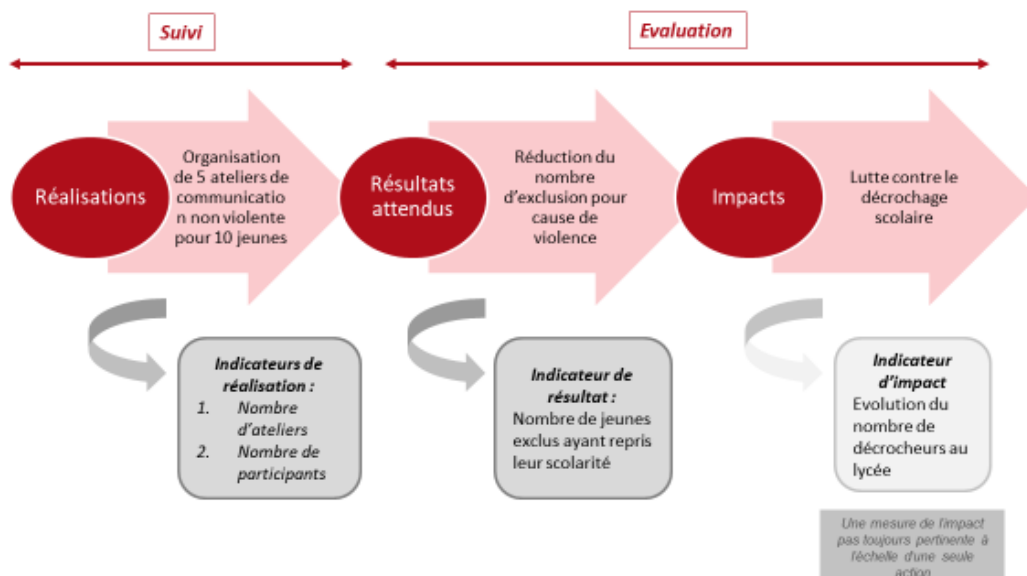 Suivi
Evaluation
Réalisations
Organisation
de 5 ateliers de
communicatio
n non violente
pour 10 jeunes
Résultats
attendus
Réduction du
nombre
d'exclusion pour
cause de
violence
Impacts
Lutte contre le
décrochage
scolaire
Indicateurs de
réalisation :
1. Nombre
d'ateliers
2. Nombre de
participants
Indicateur de
résultat :
Nombre de jeunes
exclus ayant repris
leur scolarité
Indicateur
d'impact
Evolution du
nombre de
décrocheurs au
lycée
Une mesure de l'impact
pas toujours pertinente à
l'échelle d'une seule
action